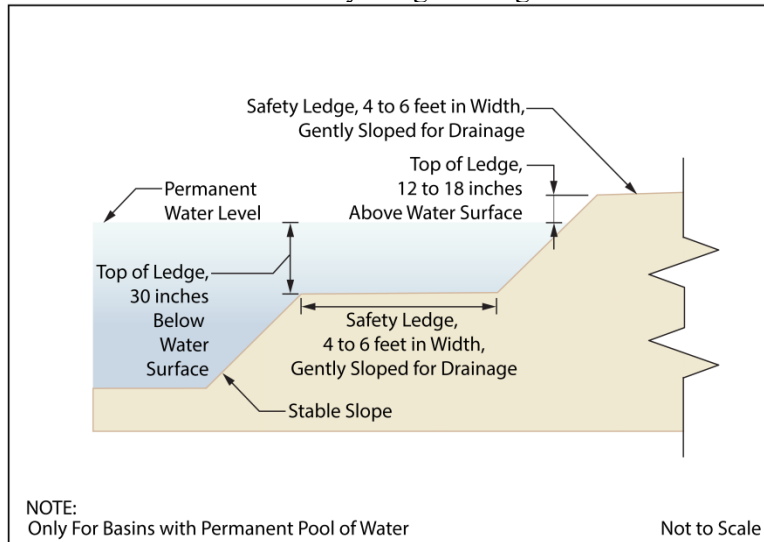 Safety Ledge, 4 to 6 feet in Width,
Gently Sloped for Drainage
Top of Ledge,
12 to 18 inches
Above Water Surface
Permanent
Water Level
Top of Ledge,
30 inches
Below
Water
Surface
Safety Ledge,
4 to 6 feet in Width,
Gently Sloped for Drainage
Stable Slope
NOTE:
Only For Basins with Permanent Pool of Water
Not to Scale